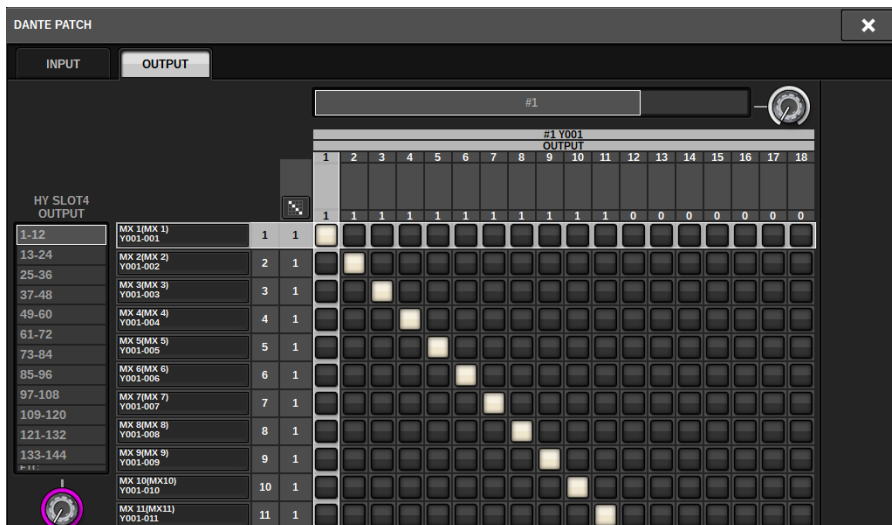 DANTE PATCH
INPUT
OUTPUT
#1
#1 Y001
OUTPUT
1 2 3 4 5 6 7 8 9 10 11 12 13 14 15 16 17 18
1 1 1 1 1 1 1 1 1 1 1 0 0 0 0 0 0 0
HY SLOT4
OUTPUT
1-12
13-24
25-36
37-48
49-60
61-72
73-84
85-96
97-108
109-120
121-132
133-144
MX 1(MX 1)
Y001-001
1 1
MX 2(MX 2)
Y001-002
2 1
MX 3(MX 3)
Y001-003
3 1
MX 4(MX 4)
Y001-004
4 1
MX 5(MX 5)
Y001-005
5 1
MX 6(MX 6)
Y001-006
6 1
MX 7(MX 7)
Y001-007
7 1
MX 8(MX 8)
Y001-008
8 1
MX 9(MX 9)
Y001-009
9 1
MX 10(MX10)
Y001-010
10 1
MX 11(MX11)
Y001-011
11 1